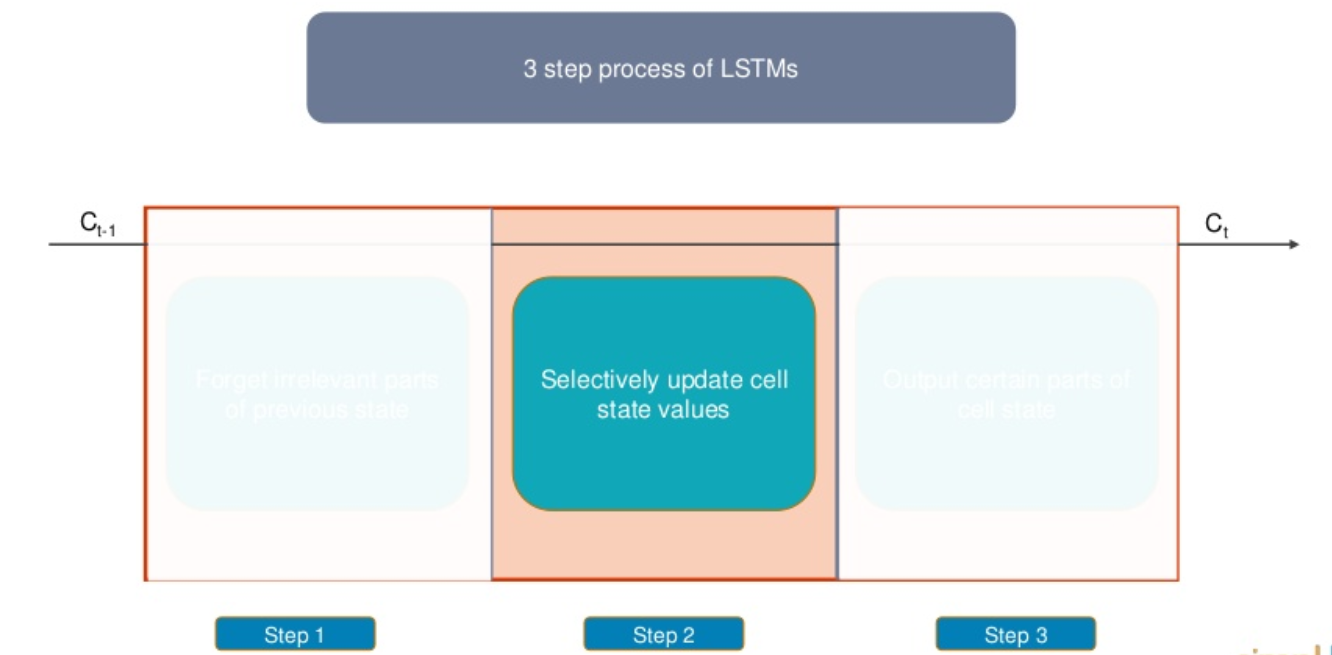 3 step process of LSTMs
Ct-1
Ct
Forget irrelevant parts
of previous state
Selectively update cell
state values
Output certain parts of
cell state
Step 1
Step 2
Step 3